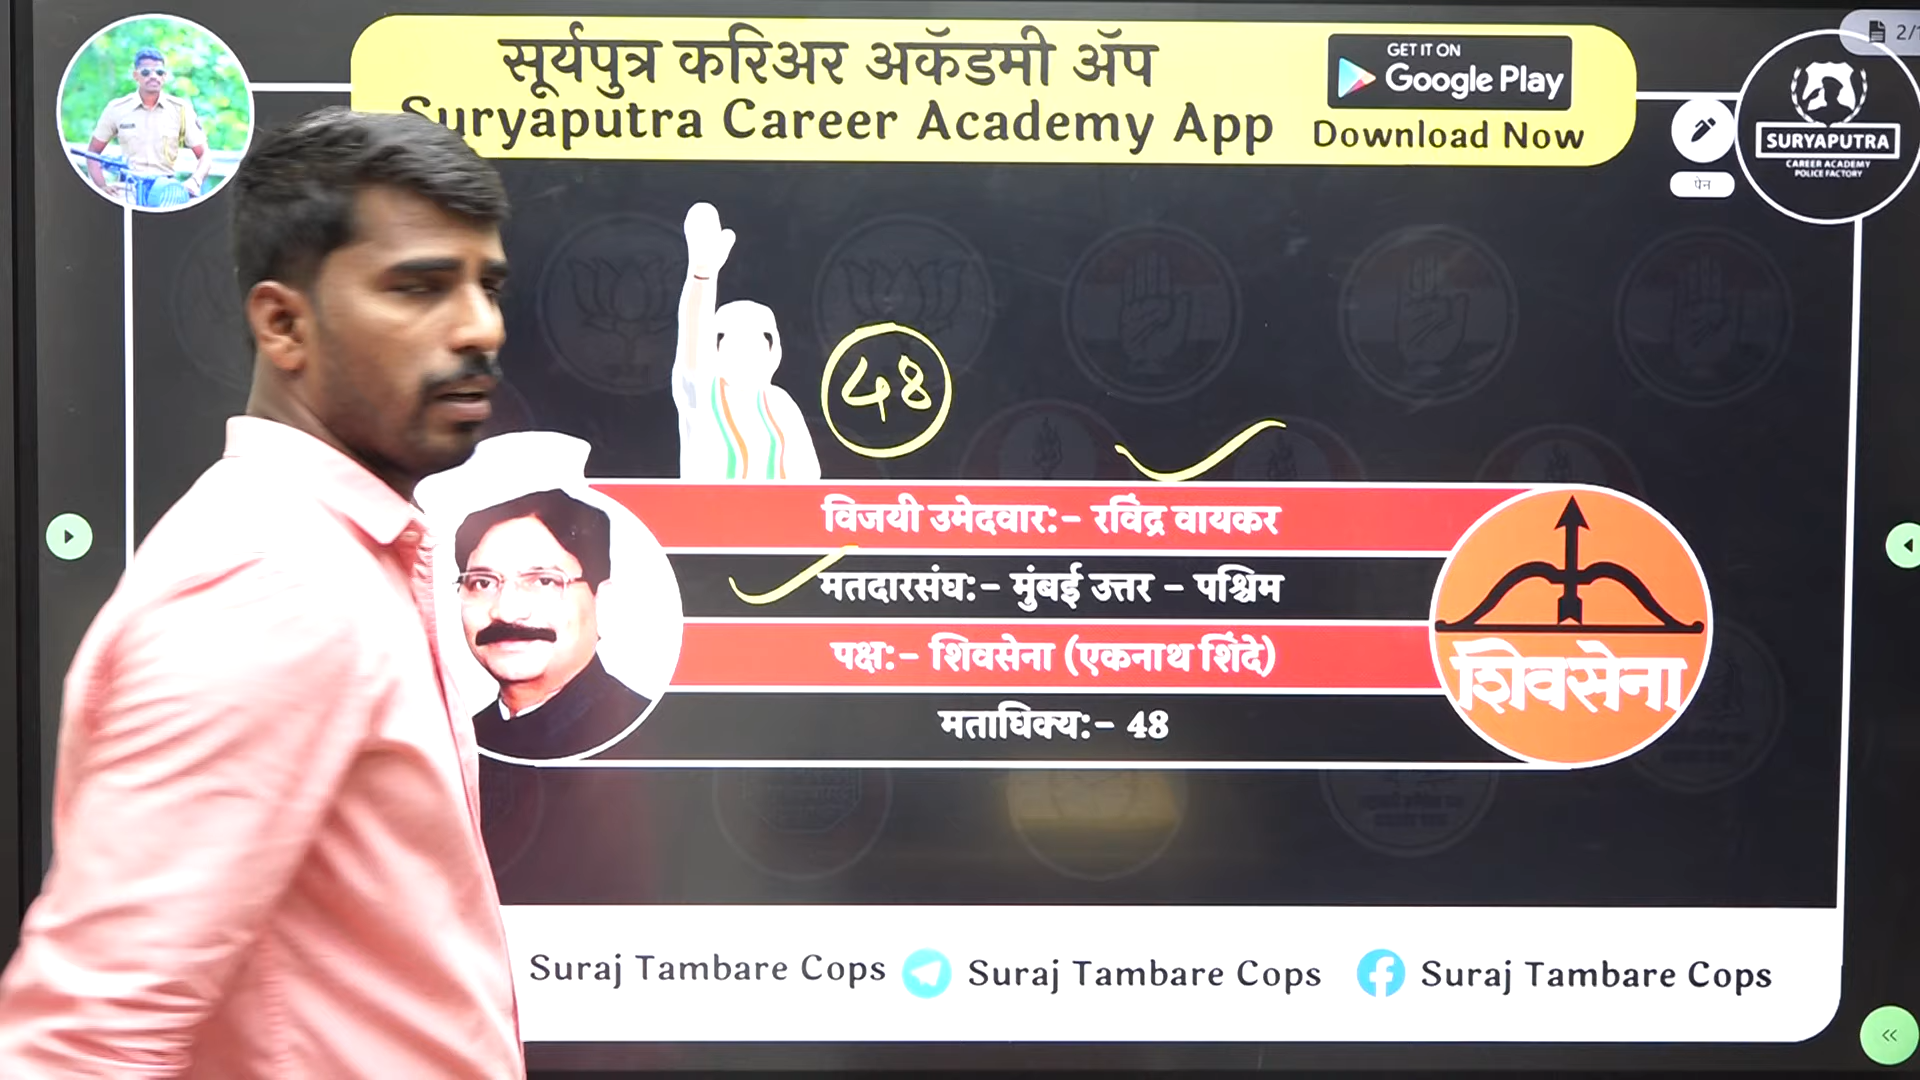 सूर्यपुत्र करिअर अकॅडमी ॲप
Suryaputra Career Academy App
GET IT ON
Google Play
Download Now
2/1
पेन
SURYAPUTRA
CAREER ACADEMY
POLICE FACTORY
48
विजयी उमेदवार:- रविंद्र वायकर
मतदारसंघ:- मुंबई उत्तर - पश्चिम
पक्ष:- शिवसेना (एकनाथ शिंदे)
मताधिक्य:- 48
शिवसेना
Suraj Tambare Cops
Suraj Tambare Cops
Suraj Tambare Cops